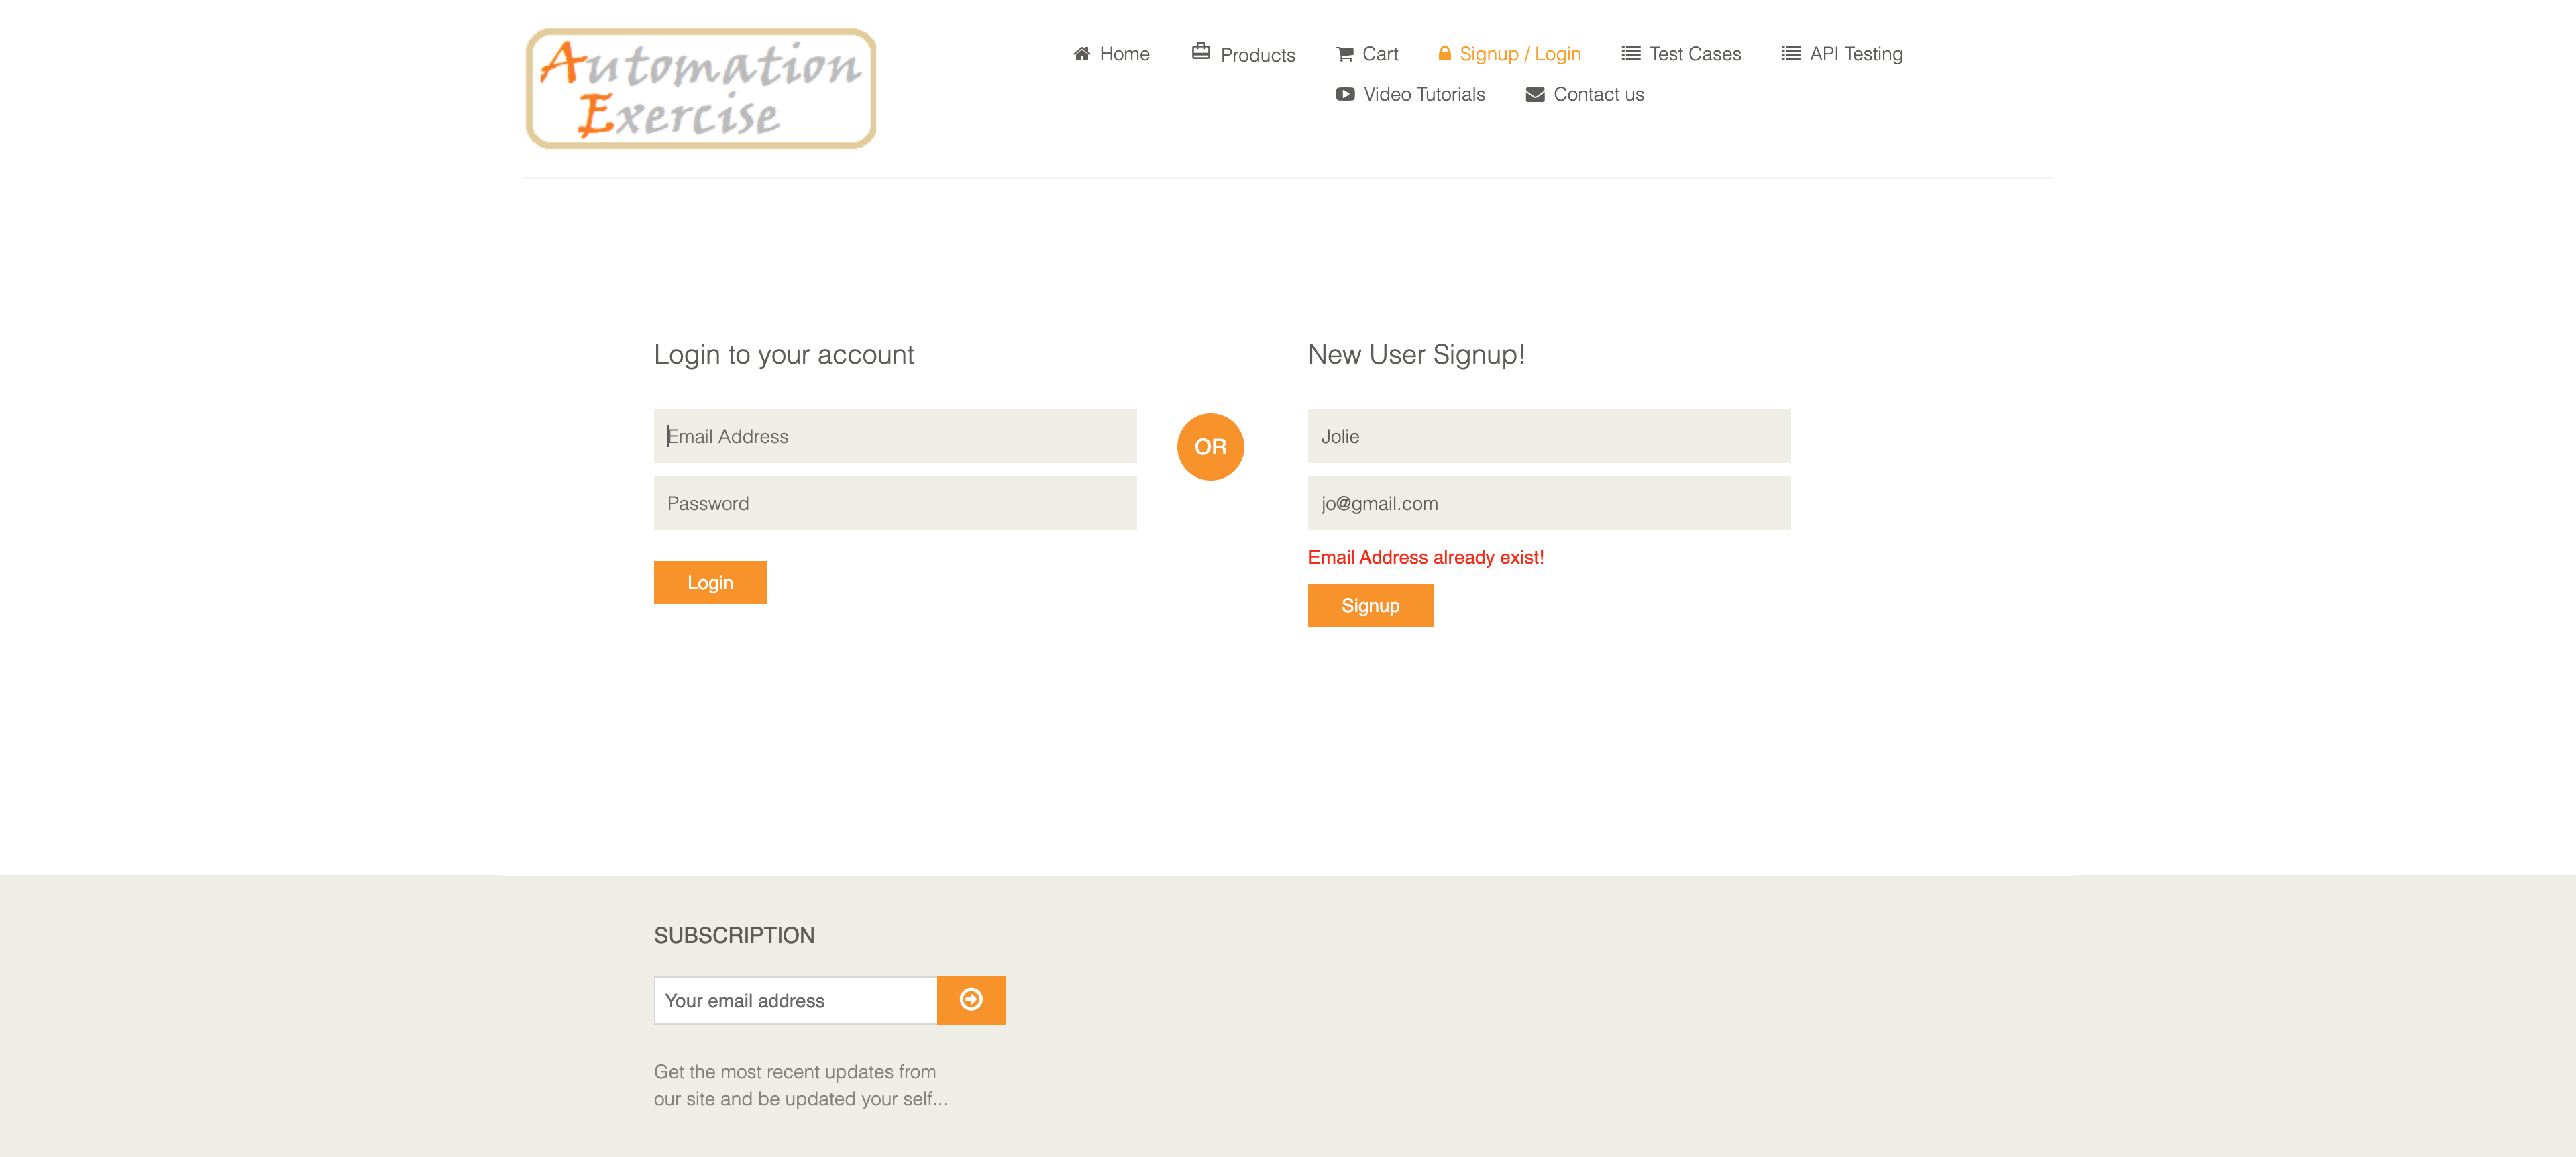 Automation
Exercise
Home Products Cart Signup / Login Test Cases API Testing
Video Tutorials Contact us
Login to your account
Email Address
Password
Login
OR
New User Signup!
Jolie
jo@gmail.com
Email Address already exist!
Signup
SUBSCRIPTION
Your email address
Get the most recent updates from
our site and be updated your self...